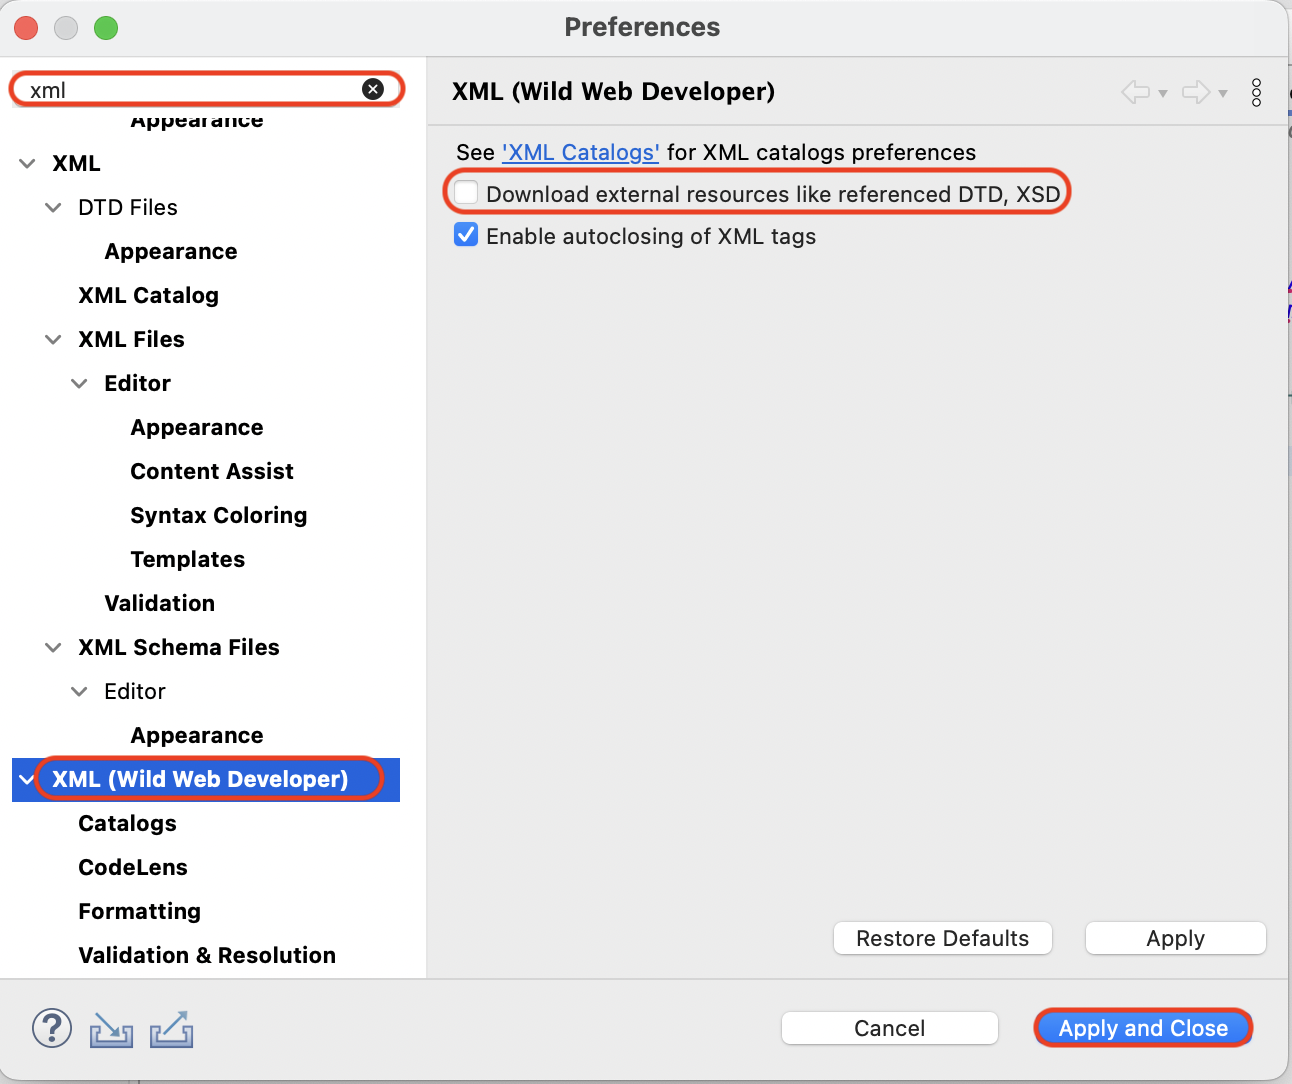 Preferences
xml
Appearance
XML
DTD Files
Appearance
XML Catalog
XML Files
Editor
Appearance
Content Assist
Syntax Coloring
Templates
Validation
XML Schema Files
Editor
Appearance
XML (Wild Web Developer)
Catalogs
CodeLens
Formatting
Validation & Resolution
XML (Wild Web Developer)
See 'XML Catalogs' for XML catalogs preferences
Download external resources like referenced DTD, XSD
Enable autoclosing of XML tags
Restore Defaults
Apply
?
Cancel
Apply and Close